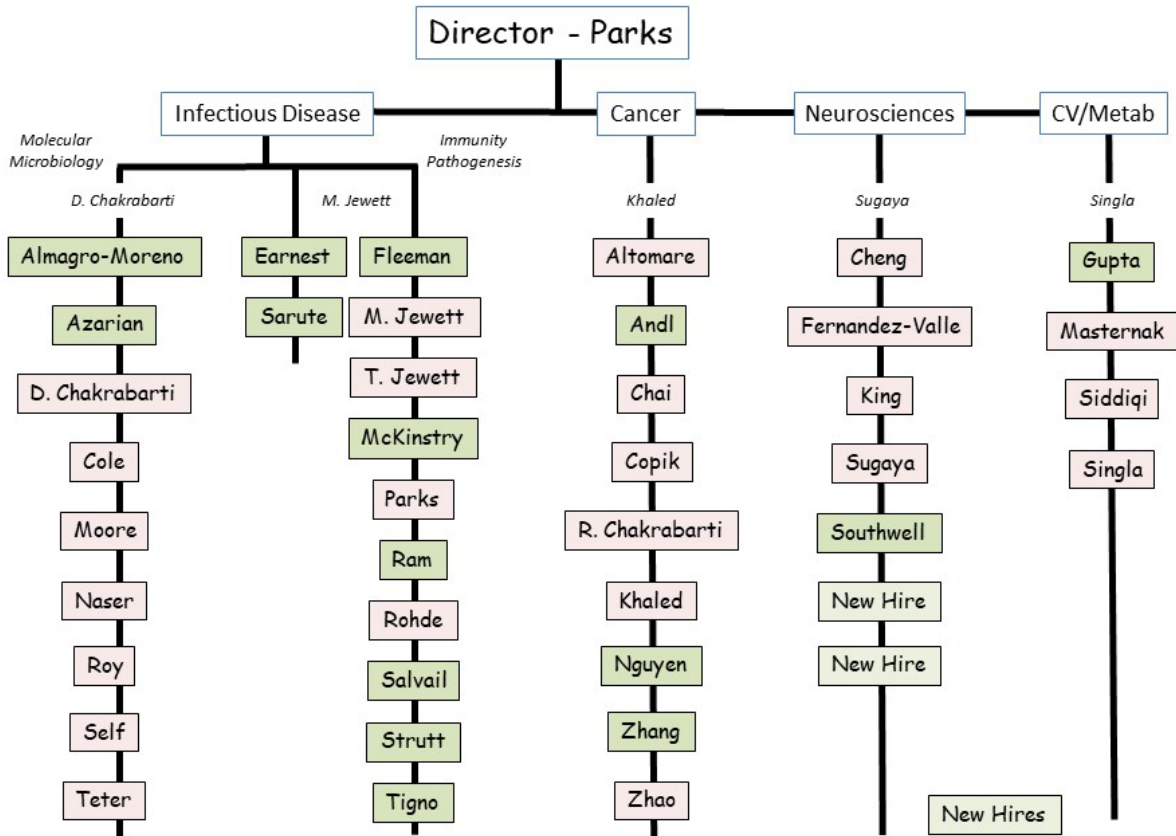 Director - Parks
Infectious Disease
Cancer
Neurosciences
CV/Metab
Molecular
Microbiology
Immunity
Pathogenesis
D. Chakrabarti
M. Jewett
Khaled
Sugaya
Singla
Almagro-Moreno
Azarian
D. Chakrabarti
Cole
Moore
Naser
Roy
Self
Teter
Earnest
Sarute
Fleeman
M. Jewett
T. Jewett
McKinstry
Parks
Ram
Rohde
Salvail
Strutt
Tigno
Altomare
Andl
Chai
Copik
R. Chakrabarti
Khaled
Nguyen
Zhang
Zhao
Cheng
Fernandez-Valle
King
Sugaya
Southwell
New Hire
New Hire
Gupta
Masternak
Siddiqi
Singla
New Hires